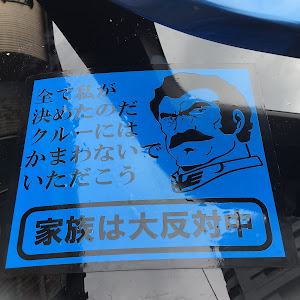 全て私が
決めたのだ
クルーには
かまわないで
いただこう
家族は大反対中